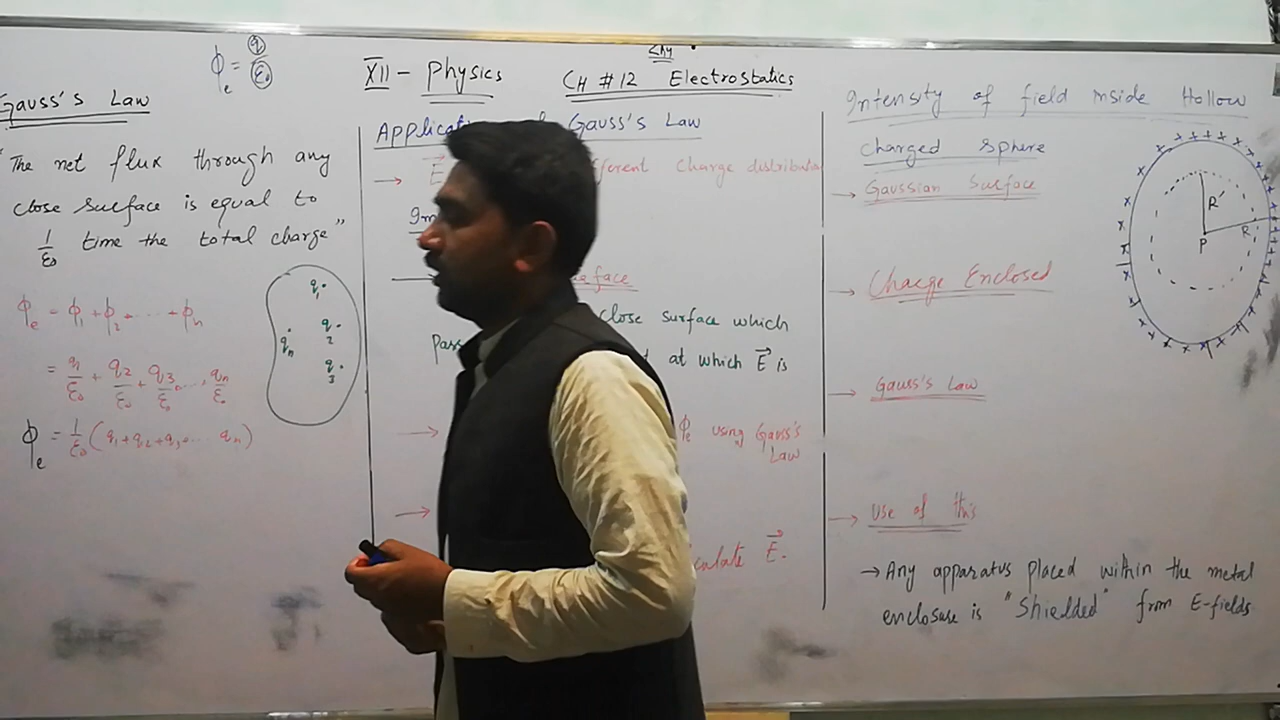 ϕe = q/ε0
XII - Physics CH # 12 Electrostatics
Gauss's Law
"The net flux through any
close surface is equal to
1/ε0 time the total charge"
q1
q2
qn
q3
ϕe = ϕ1 + ϕ2 + .... + ϕn
= q1/ε0 + q2/ε0 + q3/ε0 .... qn/ε0
ϕe = 1/ε0 (q1+q2+q3.... qn)
Gauss's Law
→ E⃗ Charge
close surface which
pass at which E⃗ is
→ ϕe using Gauss's
Law
→
E⃗.
Intensity of field inside Hollow
charged sphere
→ Gaussian Surface
→ Charge Enclosed
→ Gauss's Law
→ use of this
→ Any apparatus placed within the metal
enclosure is "Shielded" from E-fields
R'
R
P